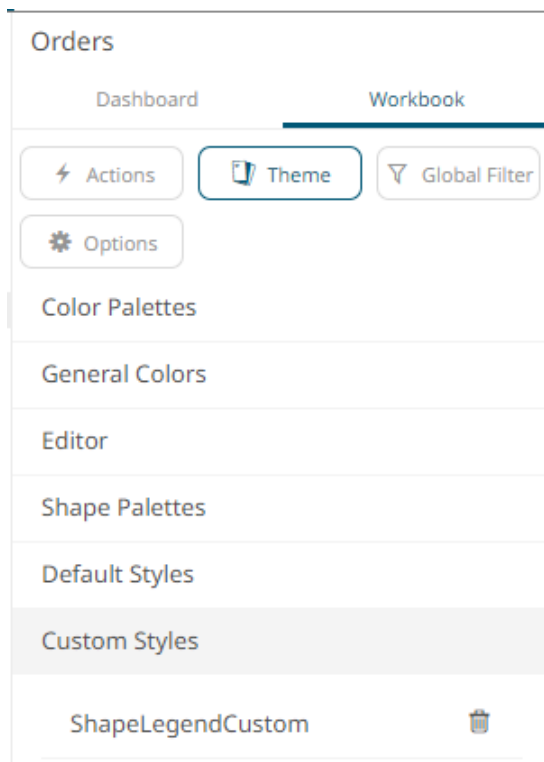 Orders
Dashboard Workbook
Actions Theme Global Filter
Options
Color Palettes
General Colors
Editor
Shape Palettes
Default Styles
Custom Styles
ShapeLegendCustom